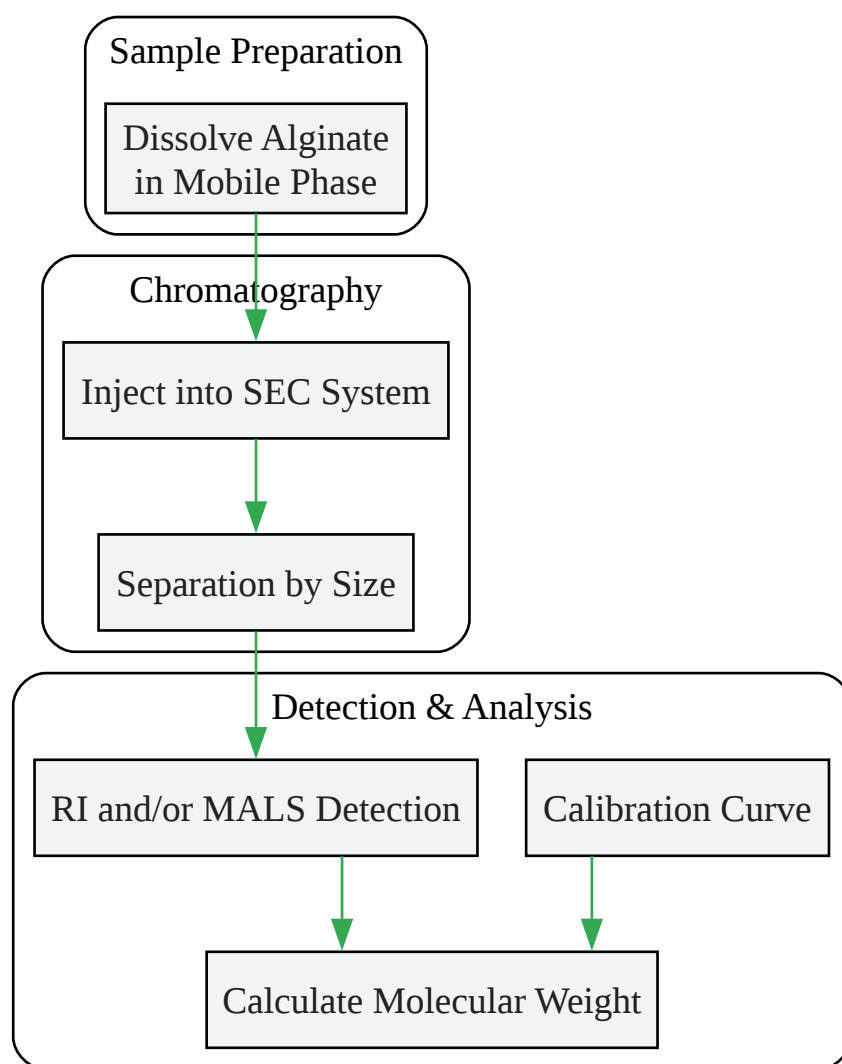 Sample Preparation
Dissolve Alginate
in Mobile Phase
Chromatography
Inject into SEC System
Separation by Size
Detection & Analysis
RI and/or MALS Detection
Calibration Curve
Calculate Molecular Weight